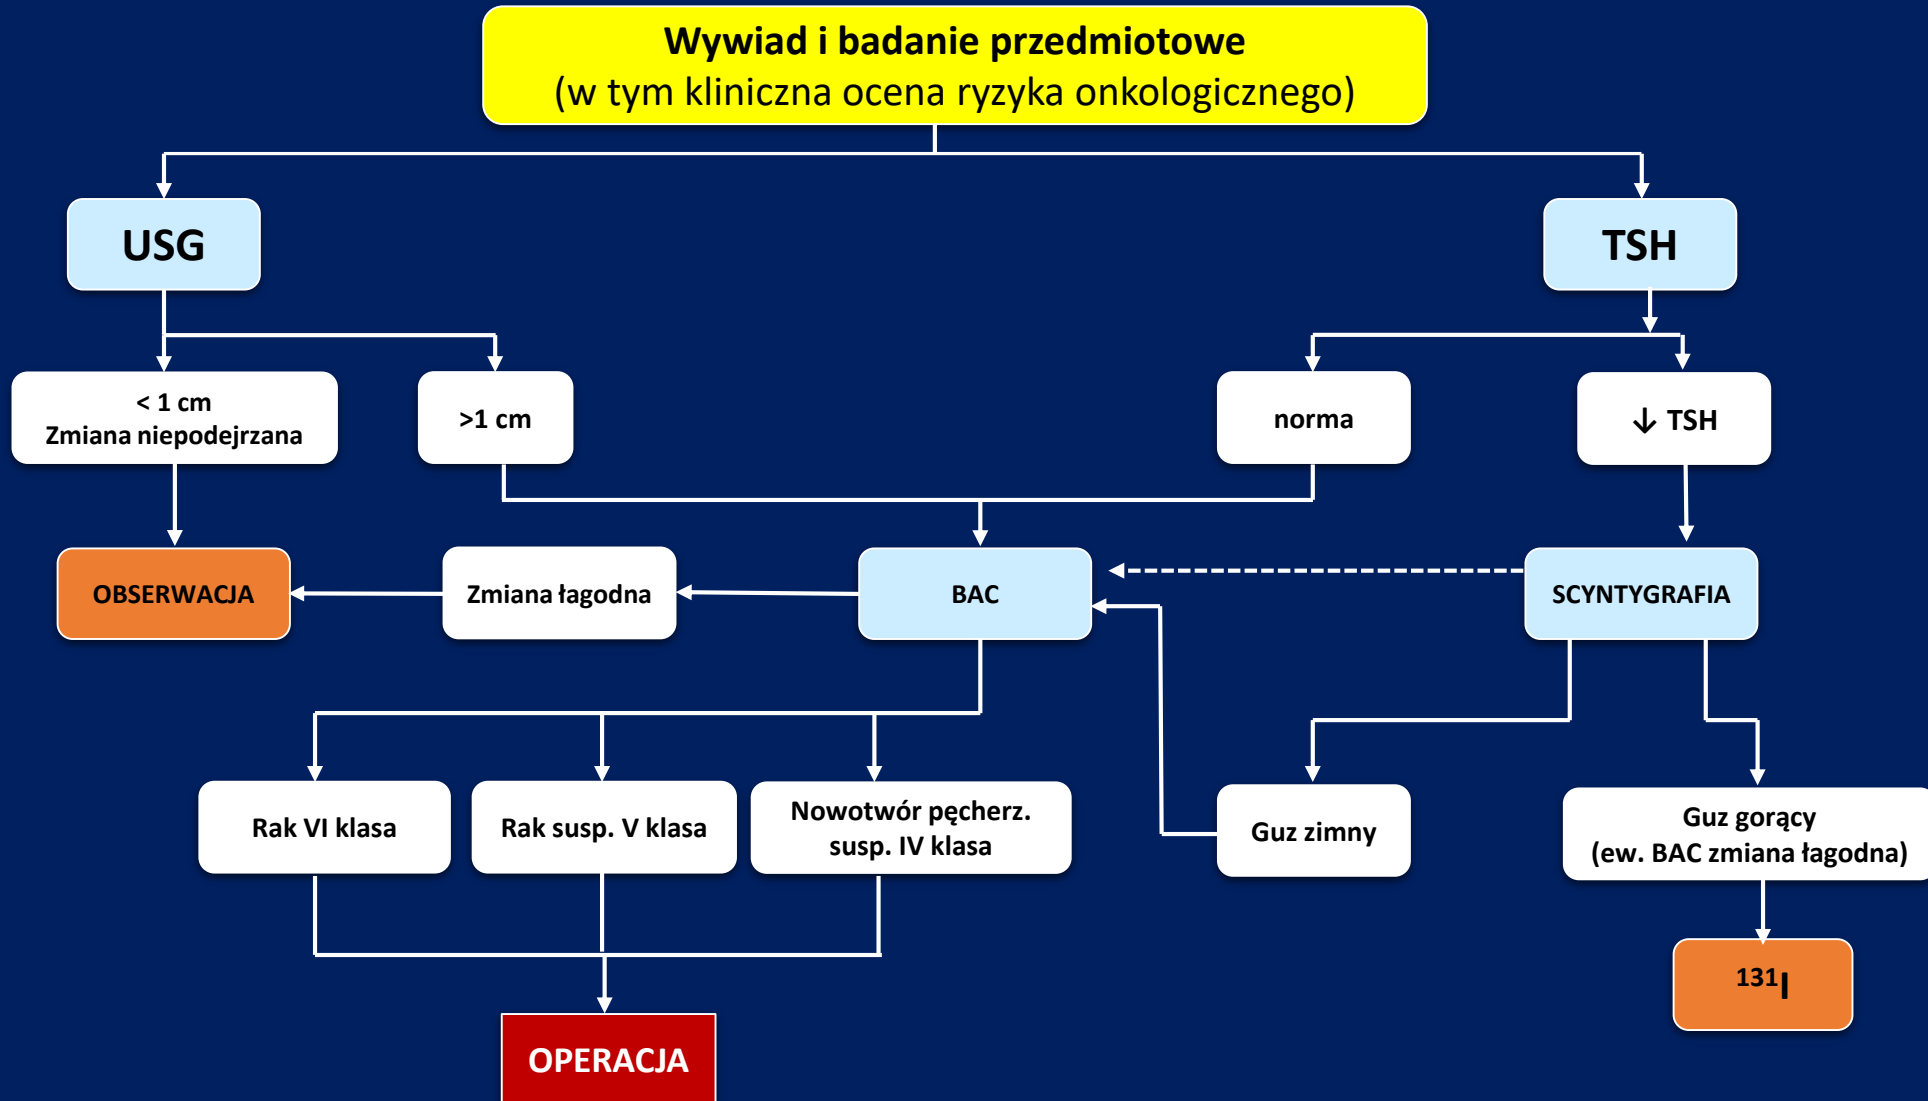 Wywiad i badanie przedmiotowe
(w tym kliniczna ocena ryzyka onkologicznego)
USG
TSH
< 1 cm
Zmiana niepodejrzana
>1 cm
norma
↓ TSH
OBSERWACJA
Zmiana łagodna
BAC
SCYNTYGRAFIA
Rak VI klasa
Rak susp. V klasa
Nowotwór pęcherz.
susp. IV klasa
Guz zimny
Guz gorący
(ew. BAC zmiana łagodna)
¹³¹I
OPERACJA